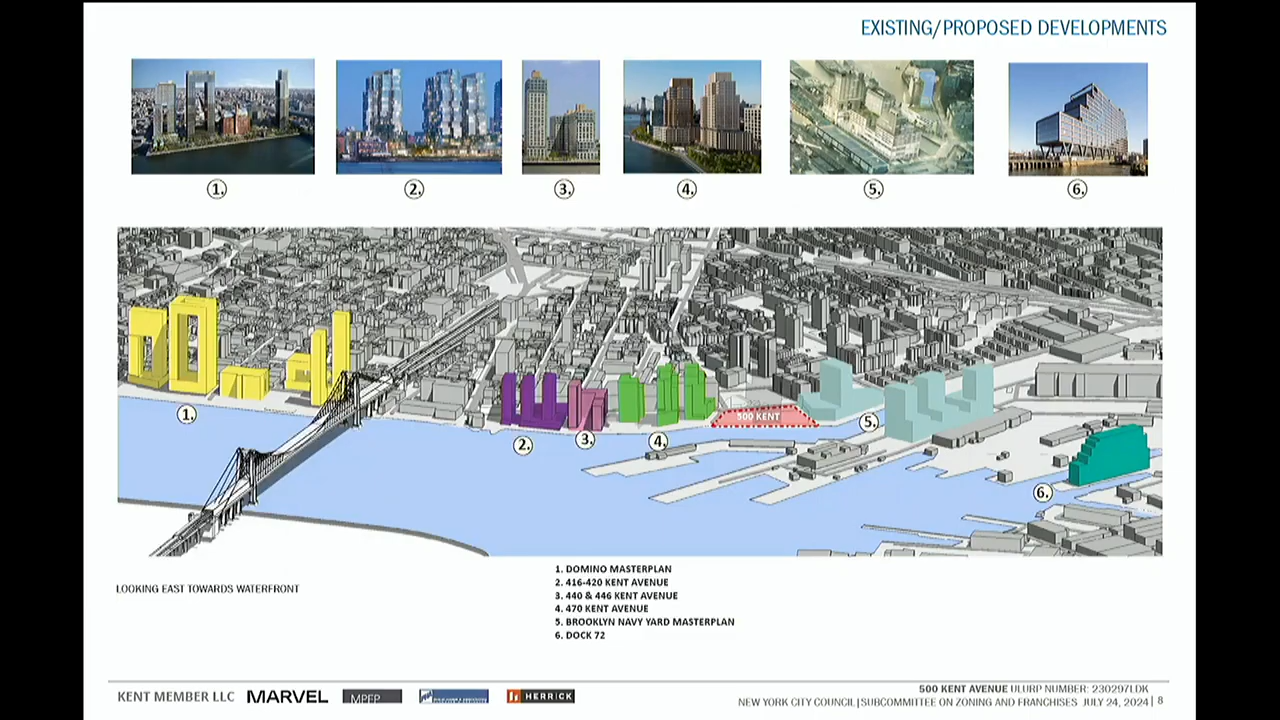 EXISTING/PROPOSED DEVELOPMENTS
1. 2. 3. 4. 5. 6.
1.
500 KENT
2. 3. 4. 5.
6.
LOOKING EAST TOWARDS WATERFRONT
1. DOMINO MASTERPLAN
2. 416-420 KENT AVENUE
3. 440 & 446 KENT AVENUE
4. 470 KENT AVENUE
5. BROOKLYN NAVY YARD MASTERPLAN
6. DOCK 72
KENT MEMBER LLC MARVEL MPFP HERRICK
500 KENT AVENUE ULURP NUMBER: 230297LDK
NEW YORK CITY COUNCIL|SUBCOMMITTEE ON ZONING AND FRANCHISES JULY 24, 2024 | 8